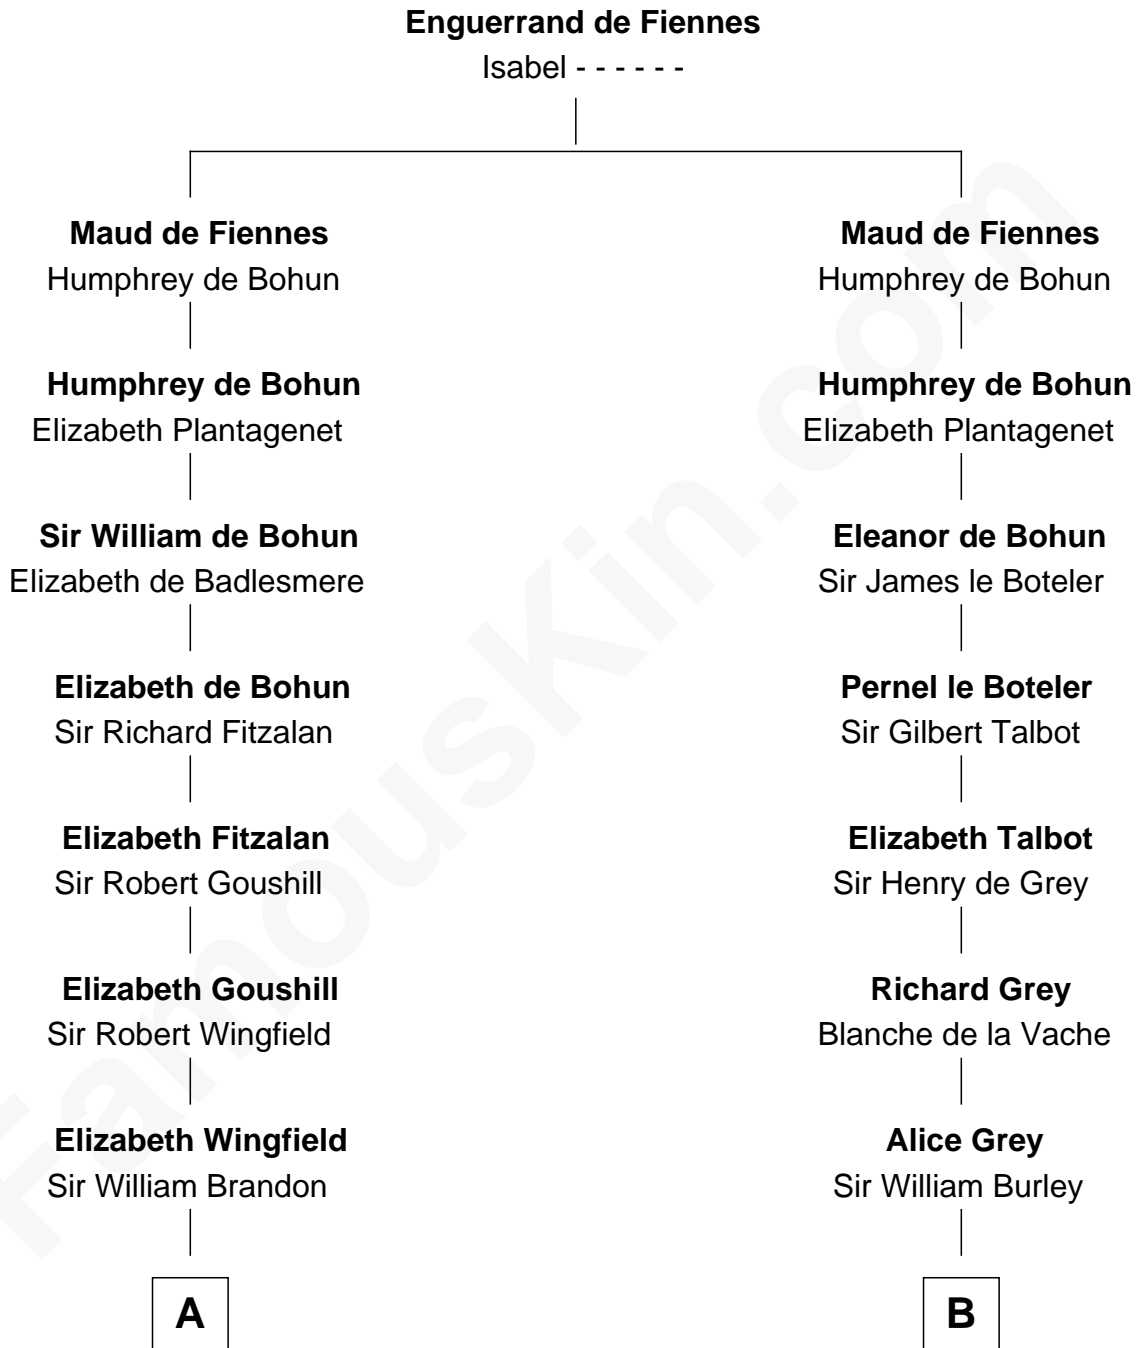 Enguerrand de Fiennes
Isabel - - - - - -
Maud de Fiennes
Humphrey de Bohun
Humphrey de Bohun
Elizabeth Plantagenet
Sir William de Bohun
Elizabeth de Badlesmere
Elizabeth de Bohun
Sir Richard Fitzalan
Elizabeth Fitzalan
Sir Robert Goushill
Elizabeth Goushill
Sir Robert Wingfield
Elizabeth Wingfield
Sir William Brandon
A
Maud de Fiennes
Humphrey de Bohun
Humphrey de Bohun
Elizabeth Plantagenet
Eleanor de Bohun
Sir James le Boteler
Pernel le Boteler
Sir Gilbert Talbot
Elizabeth Talbot
Sir Henry de Grey
Richard Grey
Blanche de la Vache
Alice Grey
Sir William Burley
B
FamousKin.com